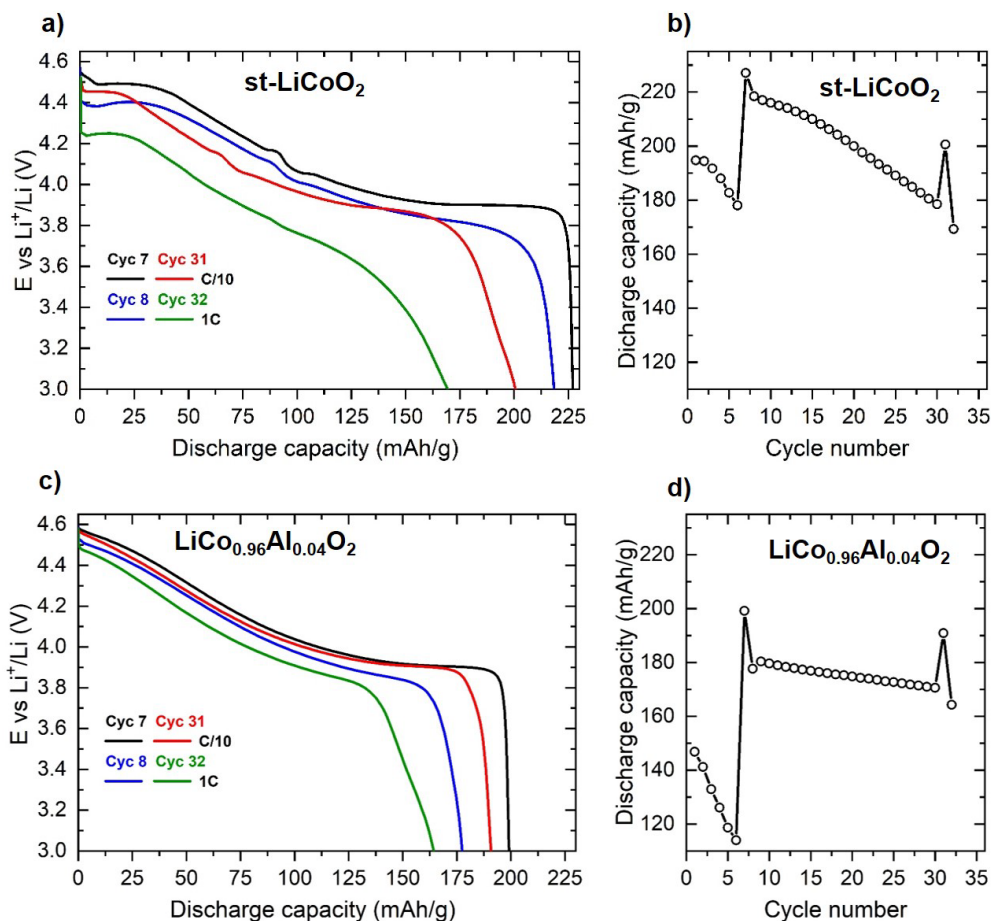 a)
st-LiCoO₂
E vs Li⁺/Li (V)
4.6
4.4
4.2
4.0
3.8
3.6
3.4
3.2
3.0
Cyc 7 Cyc 31
C/10
Cyc 8 Cyc 32
1C
0 25 50 75 100 125 150 175 200 225
Discharge capacity (mAh/g)
b)
st-LiCoO₂
Dicharge capacity (mAh/g)
220
200
180
160
140
120
0 5 10 15 20 25 30 35
Cycle number
c)
LiCo₀.₉₆Al₀.₀₄O₂
E vs Li⁺/Li (V)
4.6
4.4
4.2
4.0
3.8
3.6
3.4
3.2
3.0
Cyc 7 Cyc 31
C/10
Cyc 8 Cyc 32
1C
0 25 50 75 100 125 150 175 200 225
Discharge capacity (mAh/g)
d)
LiCo₀.₉₆Al₀.₀₄O₂
Discharge capacity (mAh/g)
220
200
180
160
140
120
0 5 10 15 20 25 30 35
Cycle number